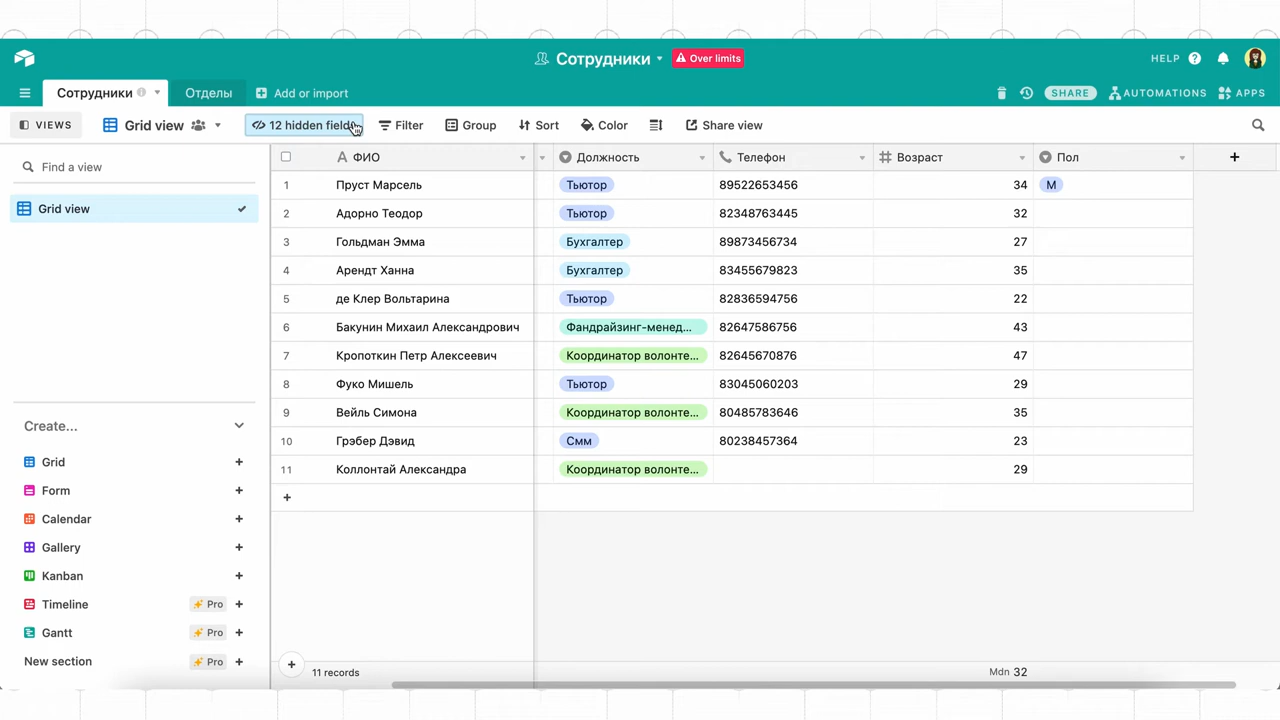 Сотрудники
Over limits
HELP
Сотрудники
Отделы
Add or import
SHARE
AUTOMATIONS
APPS
VIEWS
Grid view
12 hidden fields
Filter
Group
Sort
Color
Share view
Find a view
Grid view
Create...
Grid
Form
Calendar
Gallery
Kanban
Timeline Pro
Gantt Pro
New section Pro
ФИО Должность Телефон Возраст Пол
1 Пруст Марсель Тьютор 89522653456 34 М
2 Адорно Теодор Тьютор 82348763445 32
3 Гольдман Эмма Бухгалтер 89873456734 27
4 Арендт Ханна Бухгалтер 83455679823 35
5 де Клер Вольтарина Тьютор 82836594756 22
6 Бакунин Михаил Александрович Фандрайзинг-менед... 82647586756 43
7 Кропоткин Петр Алексеевич Координатор волонте... 82645670876 47
8 Фуко Мишель Тьютор 83045060203 29
9 Вейль Симона Координатор волонте... 80485783646 35
10 Грэбер Дэвид Смм 80238457364 23
11 Коллонтай Александра Координатор волонте... 29
11 records Mdn 32